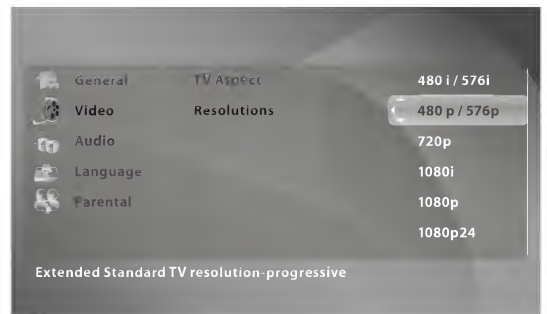 General TV Aspect 480 i / 576i
Video Resolutions 480 p / 576p
Audio 720p
Language 1080i
Parental 1080p
1080p24
Extended Standard TV resolution-progressive